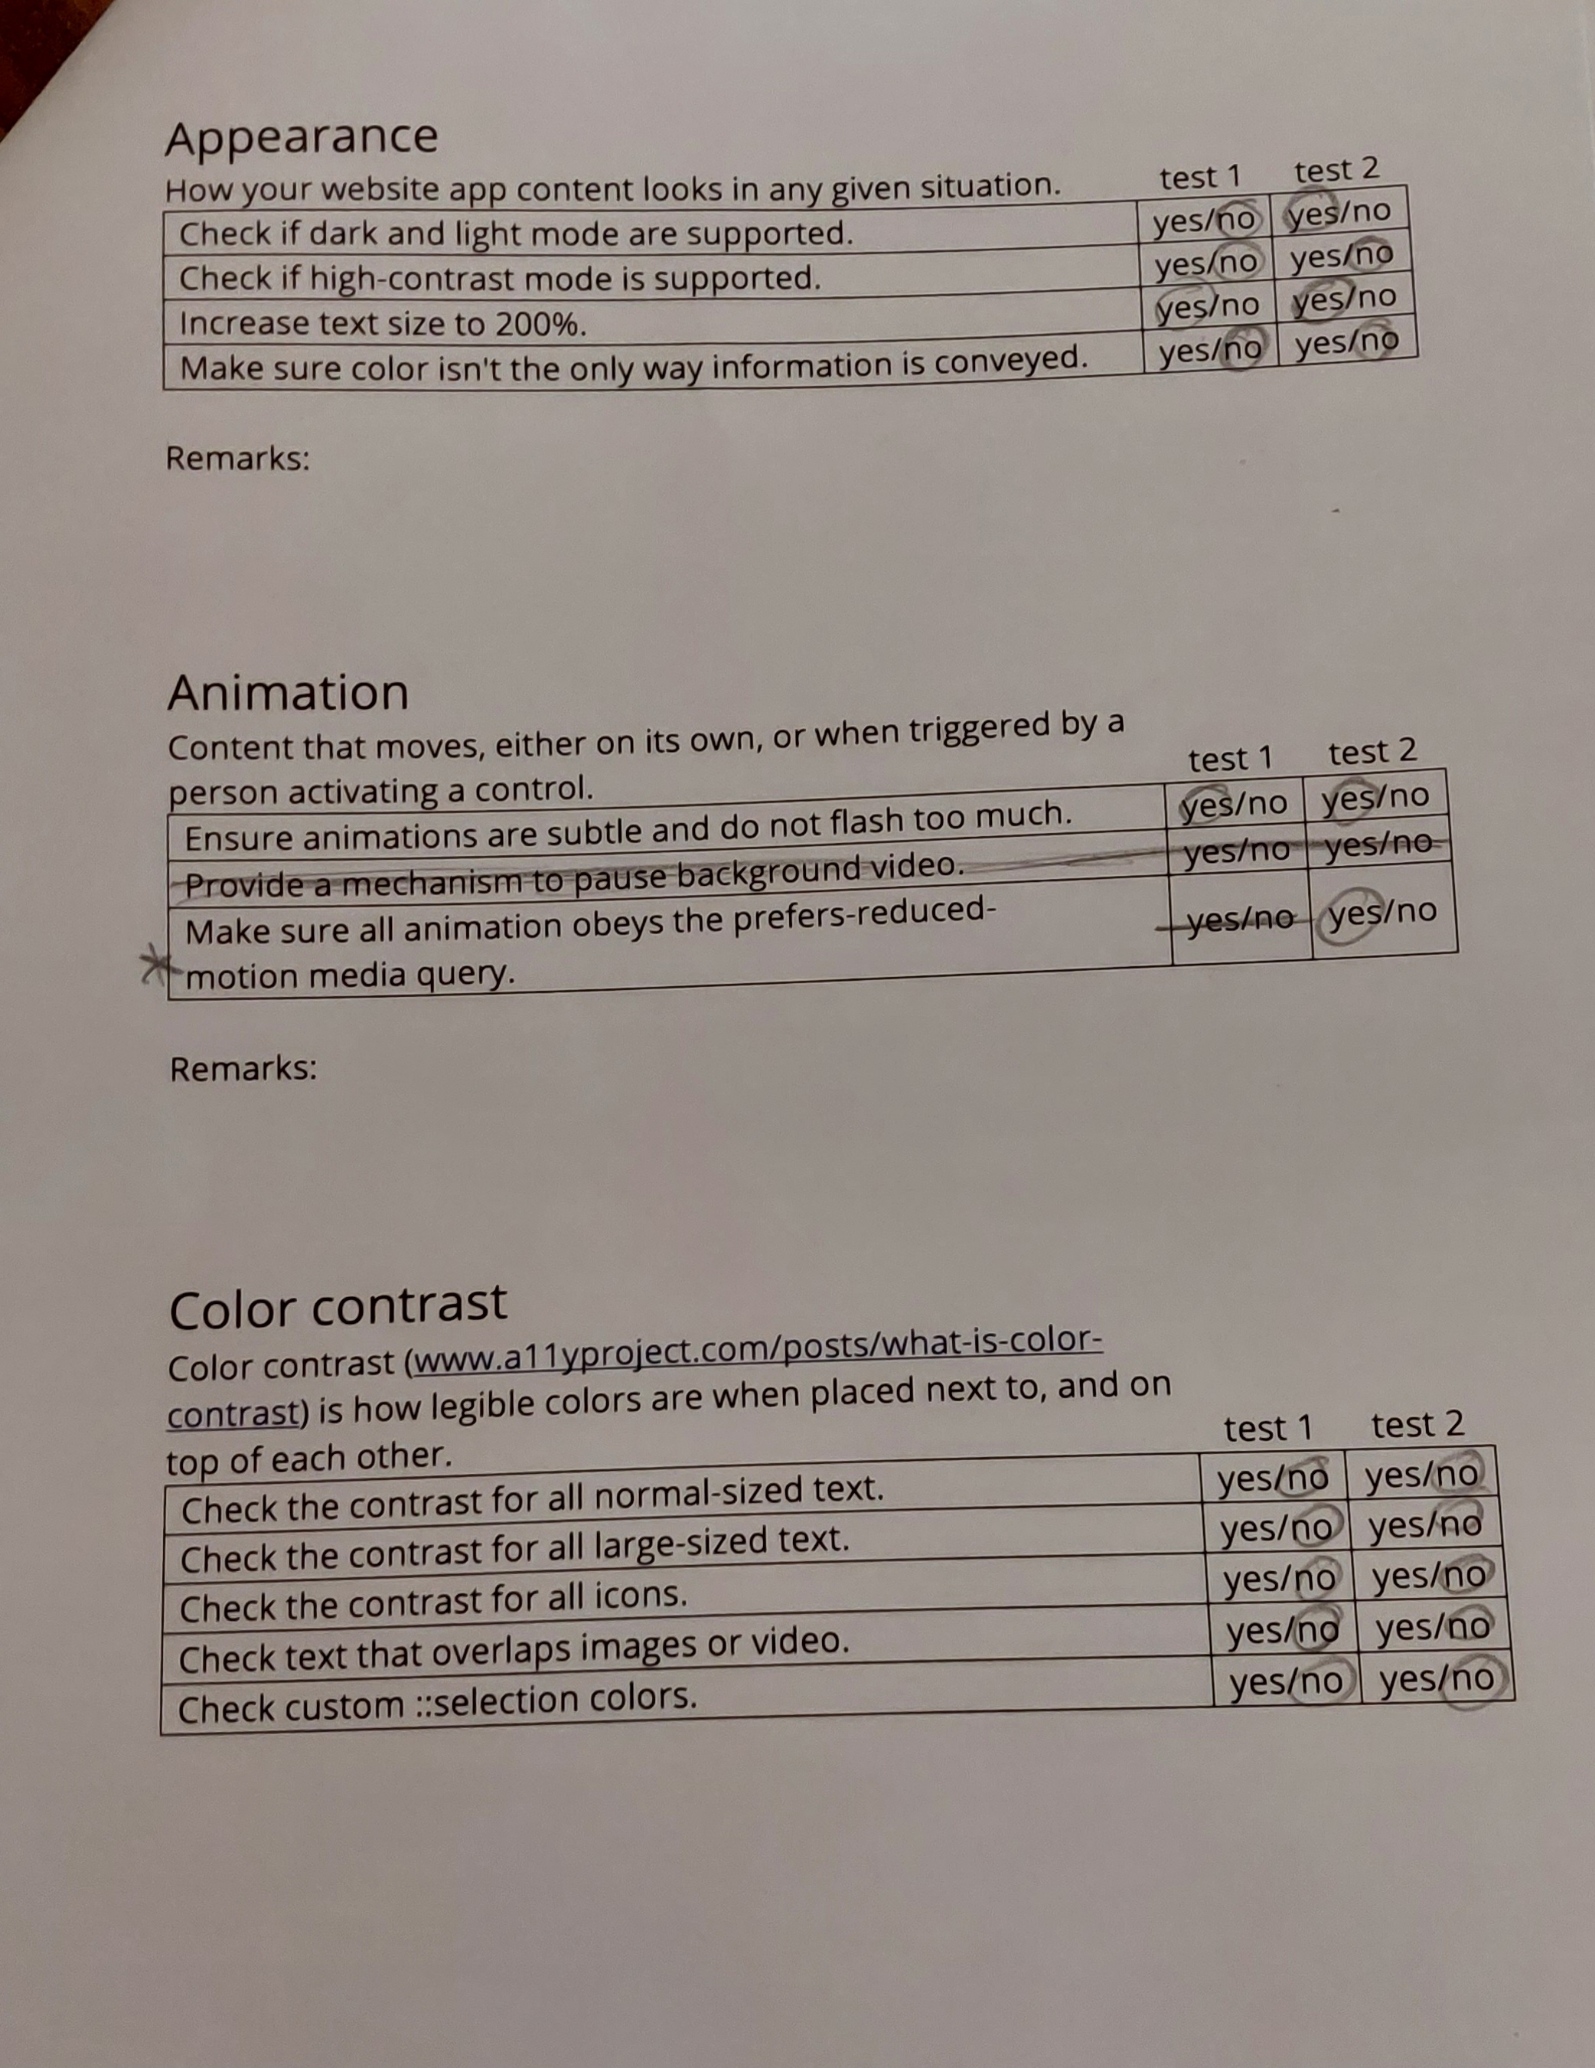 Appearance
How your website app content looks in any given situation. test 1 test 2
Check if dark and light mode are supported. yes/no yes/no
Check if high-contrast mode is supported. yes/no yes/no
Increase text size to 200%. yes/no yes/no
Make sure color isn't the only way information is conveyed. yes/no yes/no
Remarks:
Animation
Content that moves, either on its own, or when triggered by a
person activating a control. test 1 test 2
Ensure animations are subtle and do not flash too much. yes/no yes/no
Provide a mechanism to pause background video. yes/no yes/no
Make sure all animation obeys the prefers-reduced- yes/no yes/no
* motion media query.
Remarks:
Color contrast
Color contrast (www.a11yproject.com/posts/what-is-color-
contrast) is how legible colors are when placed next to, and on
top of each other. test 1 test 2
Check the contrast for all normal-sized text. yes/no yes/no
Check the contrast for all large-sized text. yes/no yes/no
Check the contrast for all icons. yes/no yes/no
Check text that overlaps images or video. yes/no yes/no
Check custom ::selection colors. yes/no yes/no